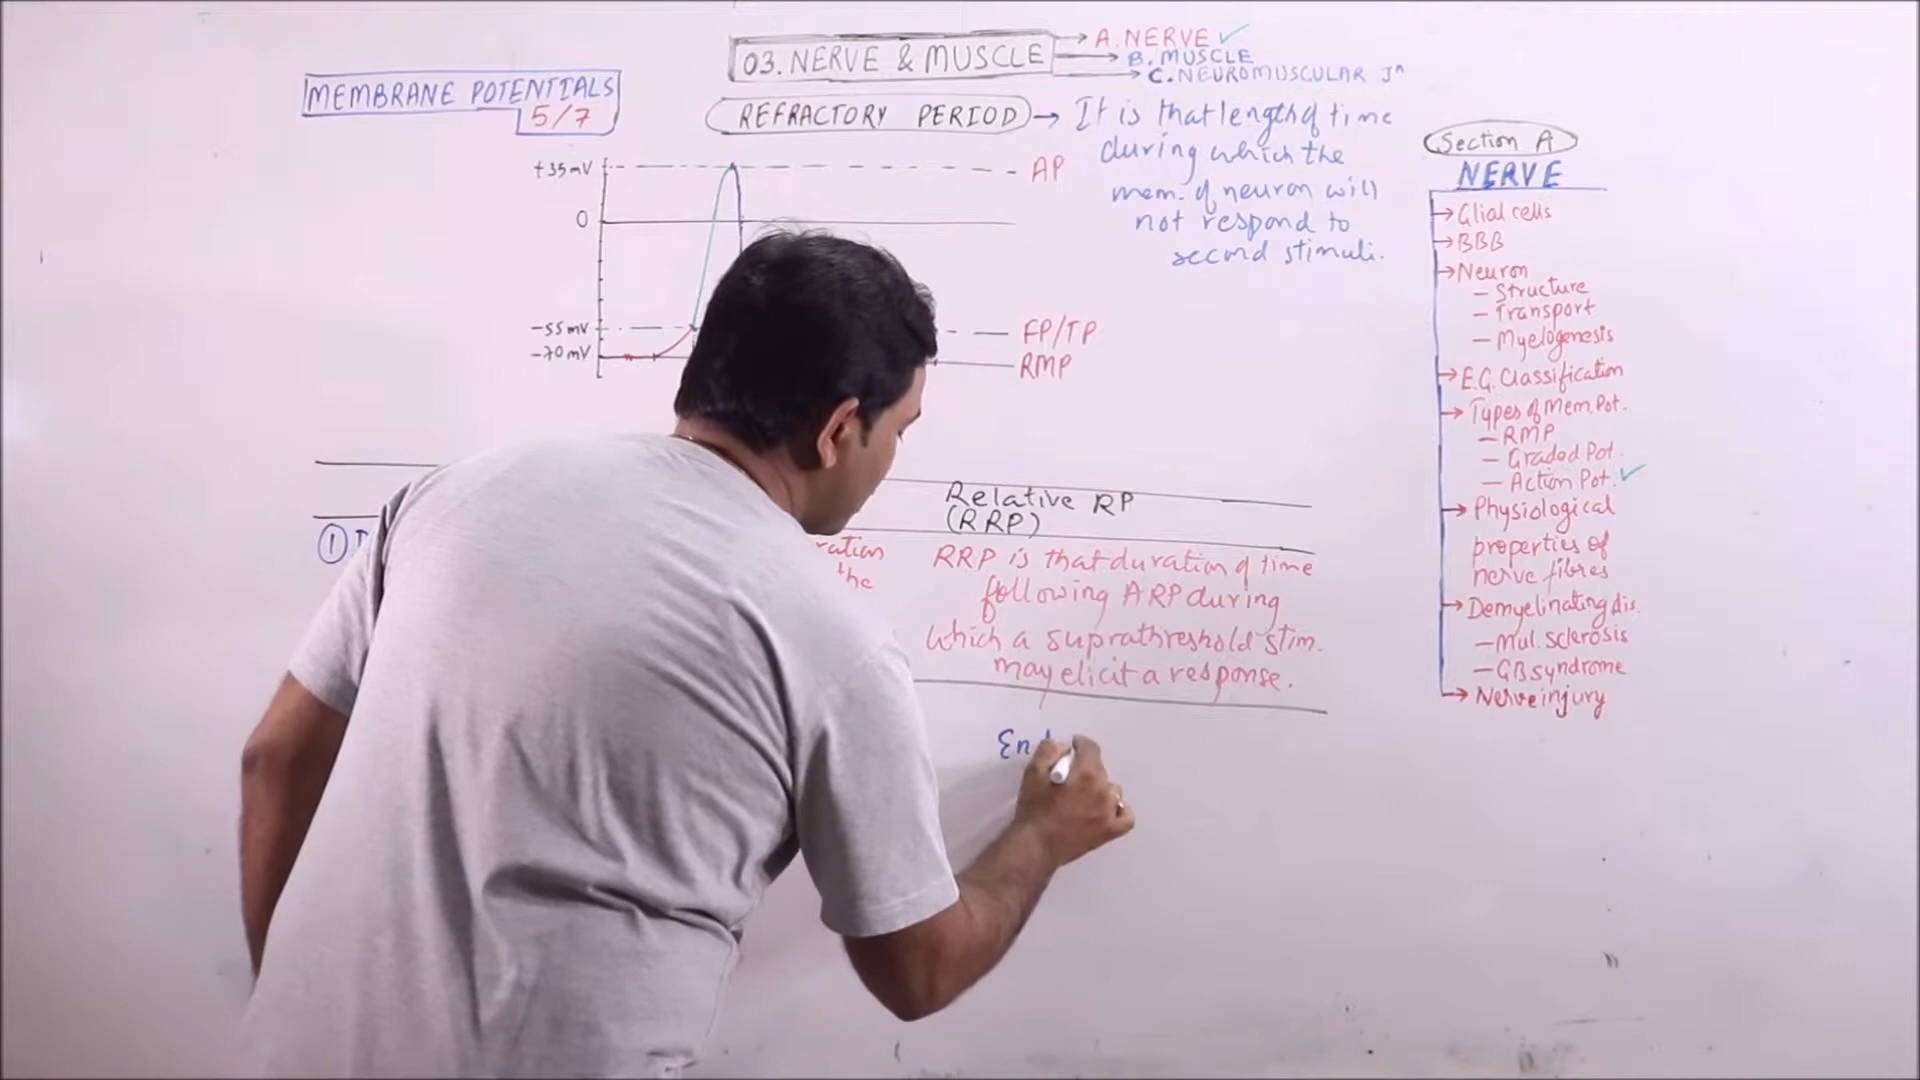 MEMBRANE POTENTIALS
5/7
03. NERVE & MUSCLE
A. NERVE ✓
B. MUSCLE
C. NEUROMUSCULAR Jⁿ
REFRACTORY PERIOD → It is that length of time
during which the
mem. of neuron will
not respond to
second stimuli.
+35mV
AP
0
-55mV
FP/TP
-70mV
RMP
Relative RP
(RRP)
①
the
RRP is that duration of time
following ARP during
which a suprathreshold stim.
may elicit a response.
En
Section A
NERVE
→ Glial cells
→ BBB
→ Neuron
- Structure
- Transport
- Myelogenesis
→ E.G. Classification
→ Types of Mem. Pot.
- RMP
- Graded Pot.
- Action Pot. ✓
→ Physiological
properties of
nerve fibres
→ Demyelinating dis.
- Mul. sclerosis
- GB syndrome
→ Nerve injury